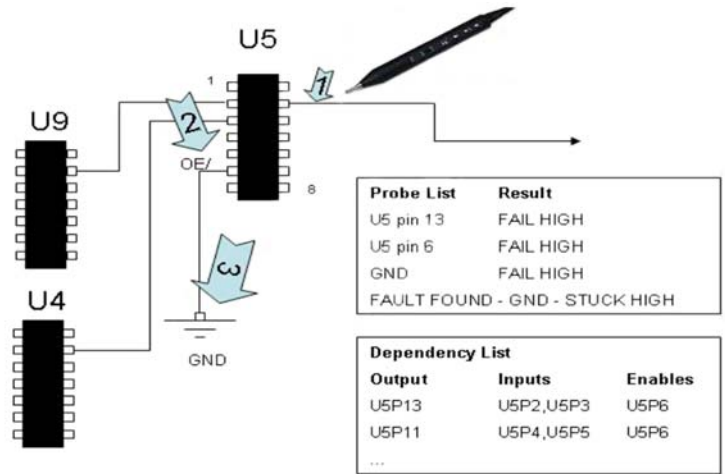 U5
1
1
U9
2
OE/
8
3
U4
GND
Probe List Result
U5 pin 13 FAIL HIGH
U5 pin 6 FAIL HIGH
GND FAIL HIGH
FAULT FOUND - GND - STUCK HIGH
Dependency List
Output Inputs Enables
U5P13 U5P2,U5P3 U5P6
U5P11 U5P4,U5P5 U5P6
...